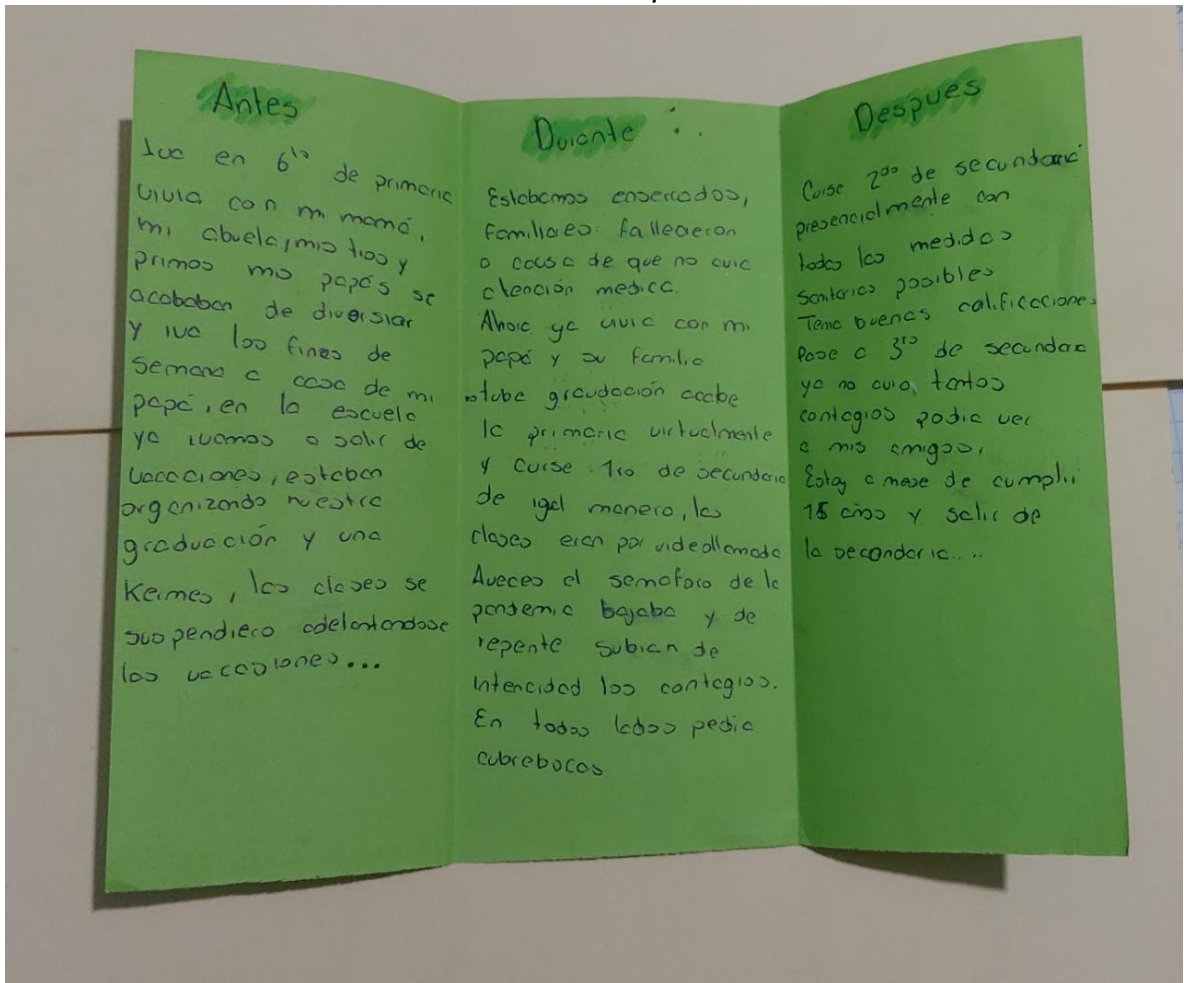 Antes
Iva en 6to de primaria
vivia con mi mamá,
mi abuela, mis tios y
primos mis papás se
acababan de diversiar
y iva los fines de
semana a casa de mi
papá, en la escuela
ya ivamos a salir de
vacaciones, estaban
organizando nuestra
graduación y una
Kermes, las clases se
suspendiero adelantandose
las vacaciones...
Durante
Estabamos enserrados,
familiares fallecieron
a causa de que no avia
atención medica.
Ahora ya vivia con mi
papá y su familia
tube graudación acabe
la primaria virtualmente
y curse 1ro de secundaria
de igal manera, las
clases eran por videollamada
Aveces el semaforo de la
pandemia bajaba y de
repente subian de
intencidad los contagios.
En todos lados pedia
cubrebocas
Despues
Curse 2do de secundaria
presencialmente con
todas las medidas
sanitarias posibles
Tenia buenas calificaciones
Pase a 3ro de secundaria
ya no avia tantos
contagios podia ver
a mis amigos,
Estoy a mese de cumplir
15 años y salir de
la secundaria....